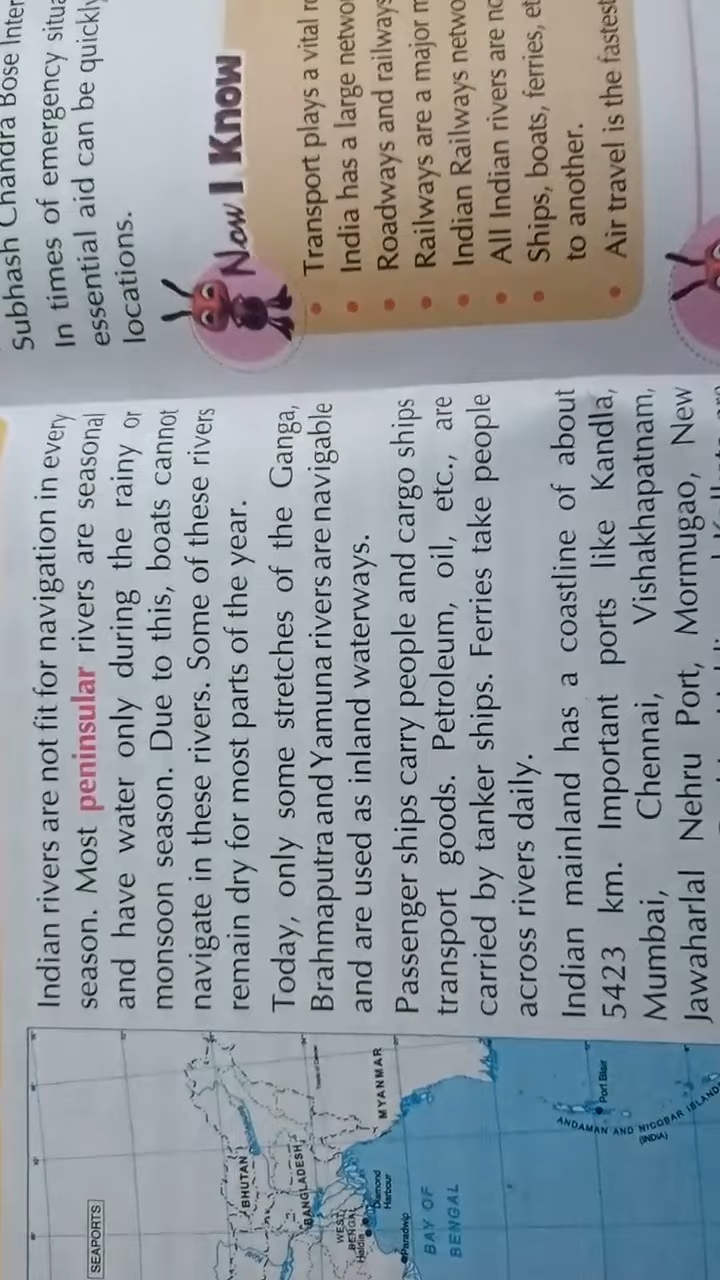 SEAPORTS
BHUTAN
BANGLADESH
WEST
BENGAL
Haldia
Diamond
Harbour
Paradwip
MYANMAR
BAY OF
BENGAL
Port Blair
ANDAMAN AND NICOBAR ISLAND
(INDIA)
Indian rivers are not fit for navigation in every
season. Most peninsular rivers are seasonal
and have water only during the rainy or
monsoon season. Due to this, boats cannot
navigate in these rivers. Some of these rivers
remain dry for most parts of the year.
Today, only some stretches of the Ganga,
Brahmaputra and Yamuna rivers are navigable
and are used as inland waterways.
Passenger ships carry people and cargo ships
transport goods. Petroleum, oil, etc., are
carried by tanker ships. Ferries take people
across rivers daily.
Indian mainland has a coastline of about
5423 km. Important ports like Kandla,
Mumbai, Chennai, Vishakhapatnam,
Jawaharlal Nehru Port, Mormugao, New
Subhash Chandra Bose Inter
In times of emergency situa
essential aid can be quickly
locations.
Now I Know
• Transport plays a vital
• India has a large networ
• Roadways and railways
• Railways are a major
• Indian Railways netwo
• All Indian rivers are
• Ships, boats, ferries, et
to another.
• Air travel is the fastest